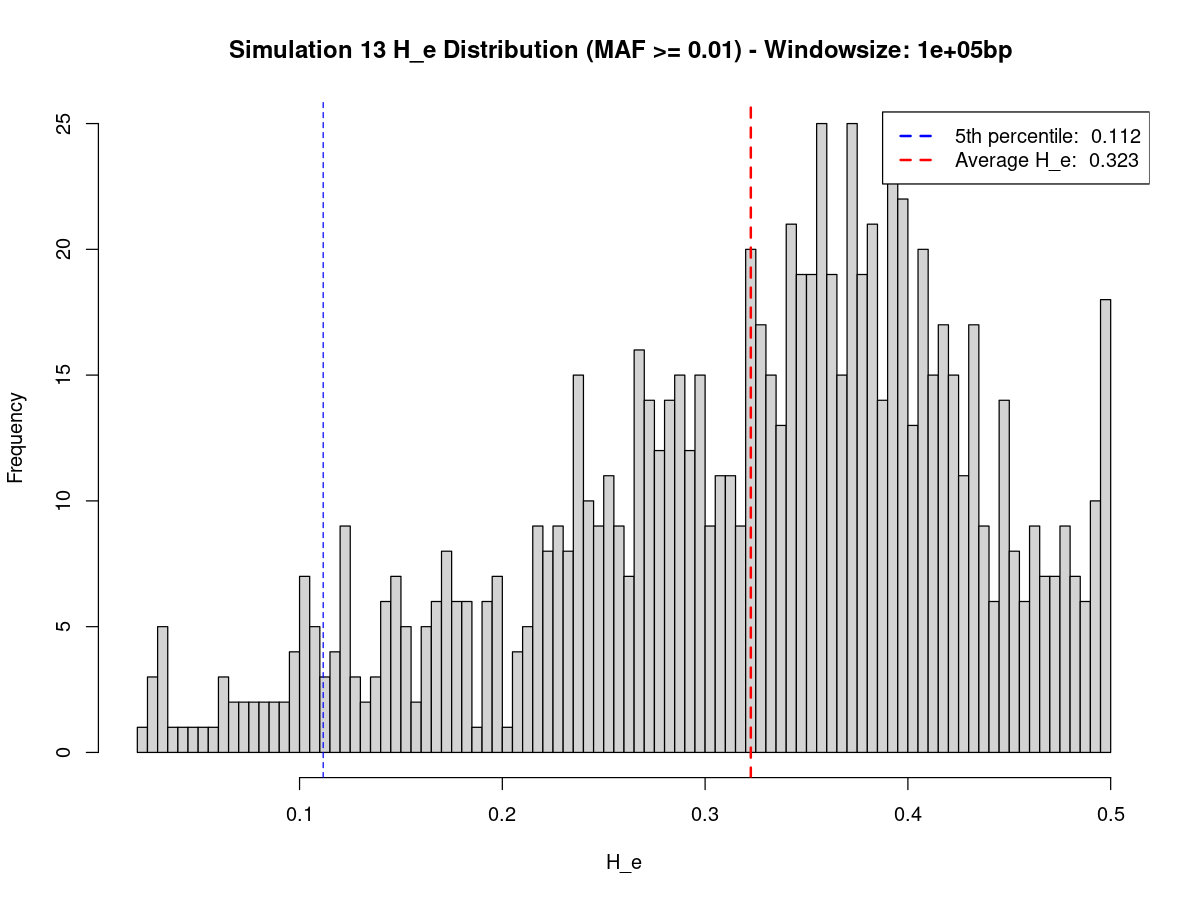 Simulation 13 H_e Distribution (MAF >= 0.01) - Windowsize: 1e+05bp
5th percentile:  0.112
Average H_e:  0.323
Frequency
25
20
15
10
5
0
0.1 0.2 0.3 0.4 0.5
H_e